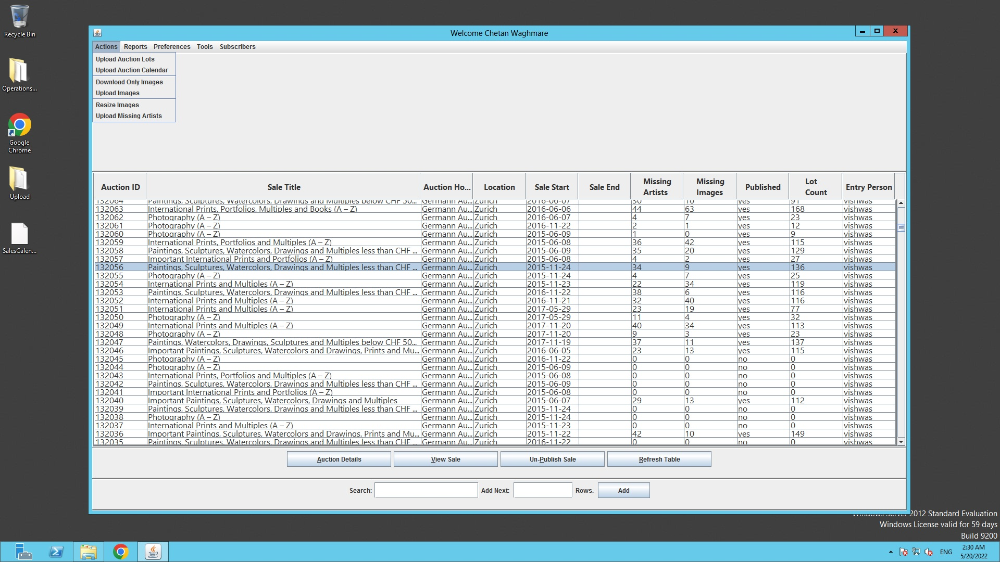 Recycle Bin
Operations...
Google
Chrome
Upload
SalesCalen...
Welcome Chetan Waghmare
Actions Reports Preferences Tools Subscribers
Upload Auction Lots
Upload Auction Calendar
Download Only Images
Upload Images
Resize Images
Upload Missing Artists
Auction ID Sale Title Auction Ho... Location Sale Start Sale End Missing Artists Missing Images Published Lot Count Entry Person
132064 Paintings, Sculptures, Watercolors, Drawings and Multiples below CHF 50... Germann Au... Zurich 2016-06-07 50 10 yes 91 vishwas
132063 International Prints, Portfolios, Multiples and Books (A – Z) Germann Au... Zurich 2016-06-06 44 63 yes 168 vishwas
132062 Photography (A – Z) Germann Au... Zurich 2016-06-07 4 7 yes 23 vishwas
132061 Photography (A – Z) Germann Au... Zurich 2016-11-22 2 1 yes 12 vishwas
132060 Photography (A – Z) Germann Au... Zurich 2015-06-09 1 0 yes 9 vishwas
132059 International Prints, Portfolios and Multiples (A – Z) Germann Au... Zurich 2015-06-08 36 42 yes 115 vishwas
132058 Paintings, Sculptures, Watercolors, Drawings and Multiples less than CHF ... Germann Au... Zurich 2015-06-09 35 20 yes 129 vishwas
132057 Important International Prints and Portfolios (A – Z) Germann Au... Zurich 2015-06-08 4 2 yes 27 vishwas
132056 Paintings, Sculptures, Watercolors, Drawings and Multiples less than CHF ... Germann Au... Zurich 2015-11-24 34 9 yes 136 vishwas
132055 Photography (A – Z) Germann Au... Zurich 2015-11-24 4 7 yes 25 vishwas
132054 International Prints and Multiples (A – Z) Germann Au... Zurich 2015-11-23 22 34 yes 119 vishwas
132053 Paintings, Sculptures, Watercolors, Drawings and Multiples less than CHF ... Germann Au... Zurich 2016-11-22 38 6 yes 116 vishwas
132052 International Prints and Multiples (A – Z) Germann Au... Zurich 2016-11-21 32 40 yes 116 vishwas
132051 International Prints and Multiples (A – Z) Germann Au... Zurich 2017-05-29 23 19 yes 77 vishwas
132050 Photography (A – Z) Germann Au... Zurich 2017-05-29 11 4 yes 32 vishwas
132049 International Prints and Multiples (A – Z) Germann Au... Zurich 2017-11-20 40 34 yes 113 vishwas
132048 Photography (A – Z) Germann Au... Zurich 2017-11-20 9 3 yes 23 vishwas
132047 Paintings, Watercolors, Drawings, Sculptures and Multiples below CHF 50... Germann Au... Zurich 2017-11-19 37 11 yes 137 vishwas
132046 Important Paintings, Sculptures, Watercolors and Drawings, Prints and Mu... Germann Au... Zurich 2016-06-05 23 13 yes 115 vishwas
132045 Photography (A – Z) Germann Au... Zurich 2016-11-22 0 0 no 0 vishwas
132044 Photography (A – Z) Germann Au... Zurich 2015-06-09 0 0 no 0 vishwas
132043 International Prints, Portfolios and Multiples (A – Z) Germann Au... Zurich 2015-06-08 0 0 no 0 vishwas
132042 Paintings, Sculptures, Watercolors, Drawings and Multiples less than CHF ... Germann Au... Zurich 2015-06-09 0 0 no 0 vishwas
132041 Important International Prints and Portfolios (A – Z) Germann Au... Zurich 2015-06-08 0 0 no 0 vishwas
132040 Important Paintings, Sculptures, Watercolors, Drawings and Multiples Germann Au... Zurich 2015-06-07 29 13 yes 112 vishwas
132039 Paintings, Sculptures, Watercolors, Drawings and Multiples less than CHF ... Germann Au... Zurich 2015-11-24 0 0 no 0 vishwas
132038 Photography (A – Z) Germann Au... Zurich 2015-11-24 0 0 no 0 vishwas
132037 International Prints and Multiples (A – Z) Germann Au... Zurich 2015-11-23 0 0 no 0 vishwas
132036 Important Paintings, Sculptures, Watercolors and Drawings, Prints and Mu... Germann Au... Zurich 2015-11-22 42 10 yes 149 vishwas
132035 Paintings, Sculptures, Watercolors, Drawings and Multiples less than CHF ... Germann Au... Zurich 2016-11-22 0 0 no 0 vishwas
Auction Details View Sale Un-Publish Sale Refresh Table
Search: Add Next: Rows. Add
Windows Server 2012 Standard Evaluation
Windows License valid for 59 days
Build 9200
ENG 2:30 AM
5/20/2022